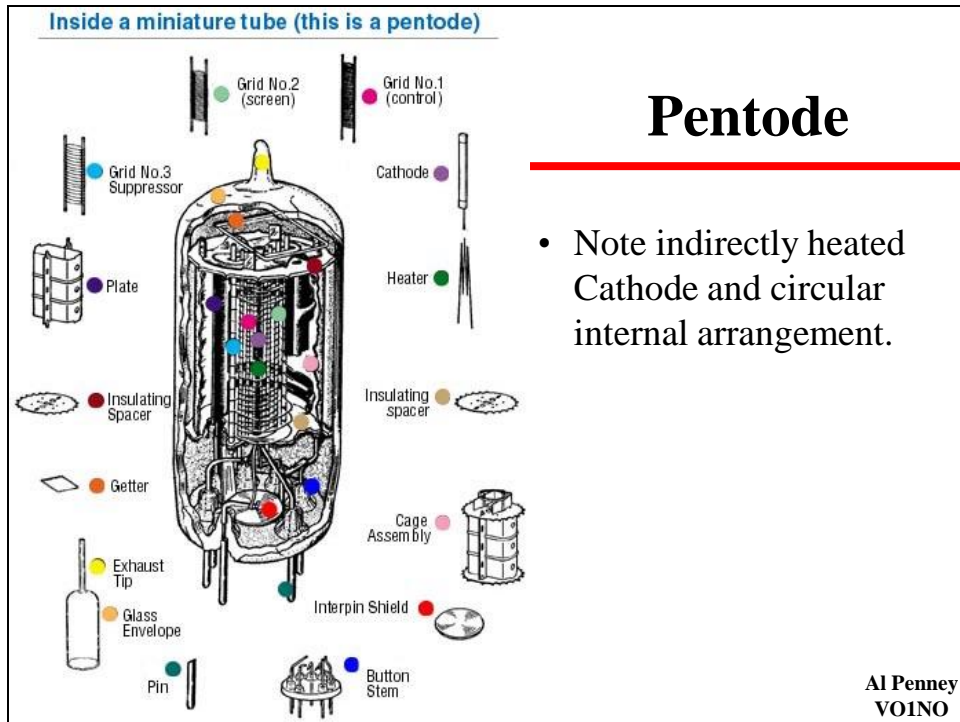 Inside a miniature tube (this is a pentode)
Grid No.2
(screen)
Grid No.1
(control)
Grid No.3
Suppressor
Cathode
Plate
Heater
Insulating
Spacer
Insulating
spacer
Getter
Cage
Assembly
Exhaust
Tip
Glass
Envelope
Interpin Shield
Pin
Button
Stem
Pentode
• Note indirectly heated
Cathode and circular
internal arrangement.
Al Penney
VO1NO